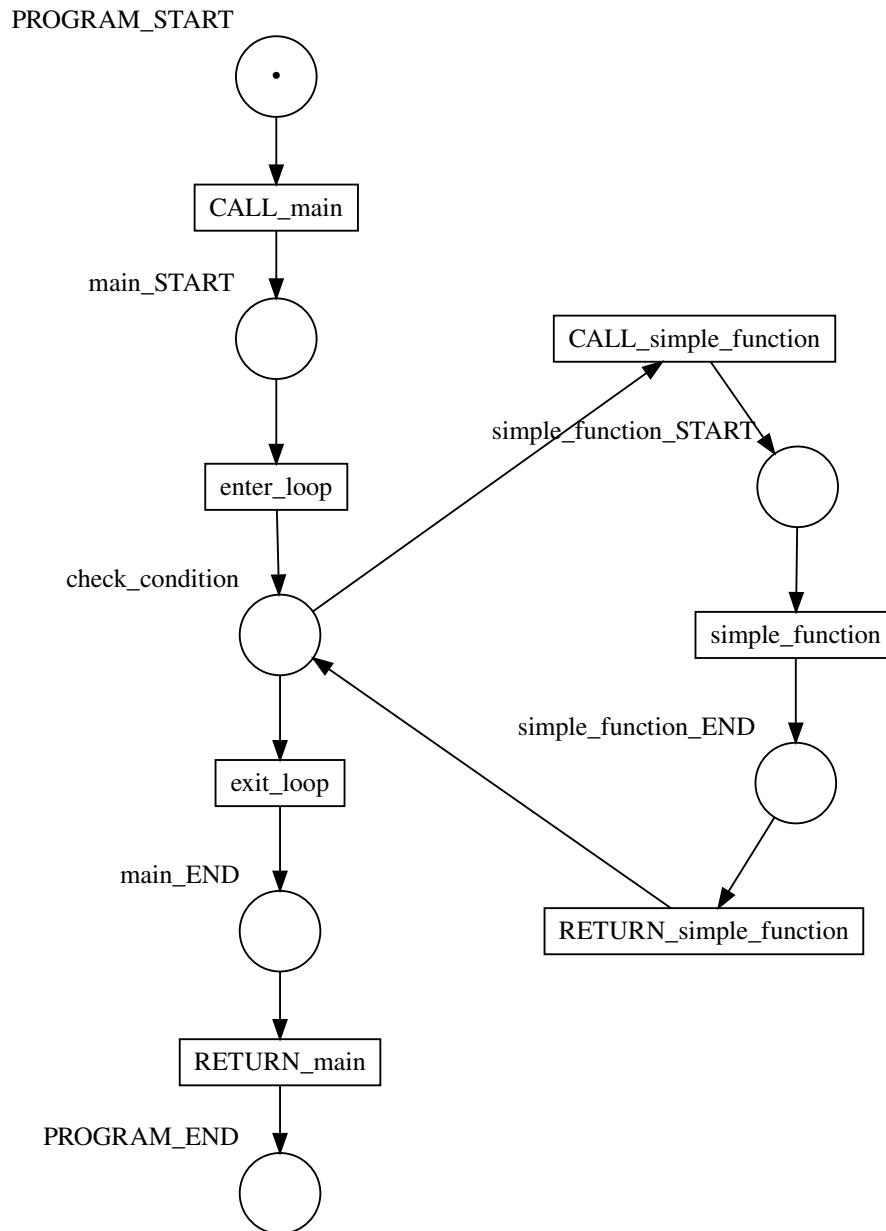 PROGRAM_START
CALL_main
main_START
CALL_simple_function
simple_function_START
enter_loop
check_condition
simple_function
simple_function_END
exit_loop
main_END
RETURN_simple_function
RETURN_main
PROGRAM_END